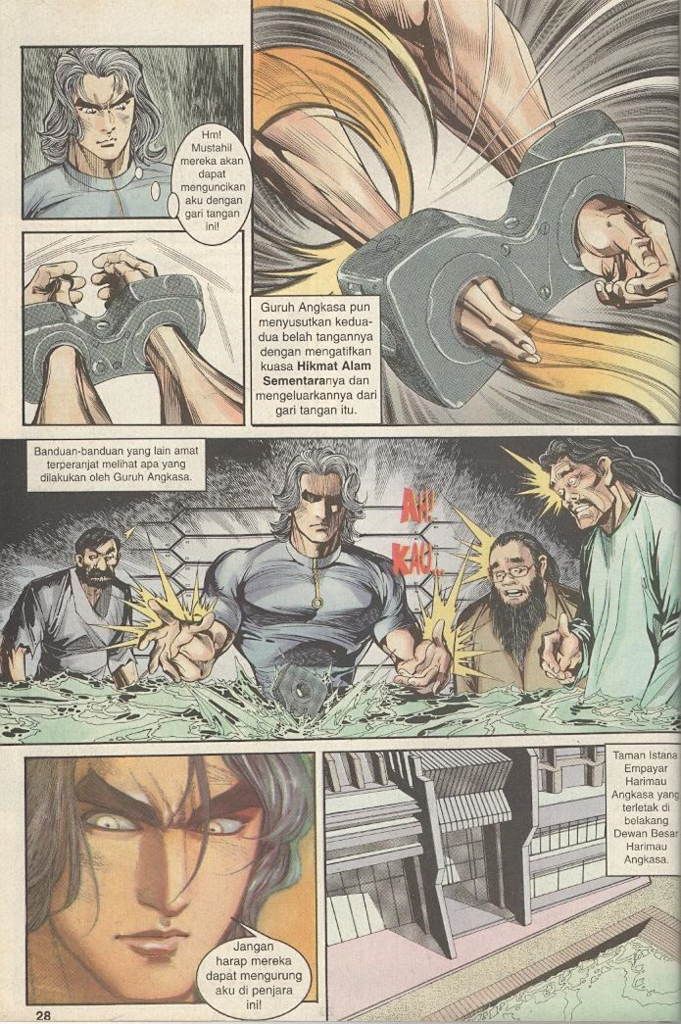 Hm!
Mustahil
mereka akan
dapat
menguncikan
aku dengan
gari tangan
ini!
Guruh Angkasa pun
menyusutkan kedua-
dua belah tangannya
dengan mengatifkan
kuasa Hikmat Alam
Sementaranya dan
mengeluarkannya dari
gari tangan itu.
Banduan-banduan yang lain amat
terperanjat melihat apa yang
dilakukan oleh Guruh Angkasa.
AH!
KAU...
Jangan
harap mereka
dapat mengurung
aku di penjara
ini!
Taman Istana
Empayar
Harimau
Angkasa yang
terletak di
belakang
Dewan Besar
Harimau
Angkasa.
28